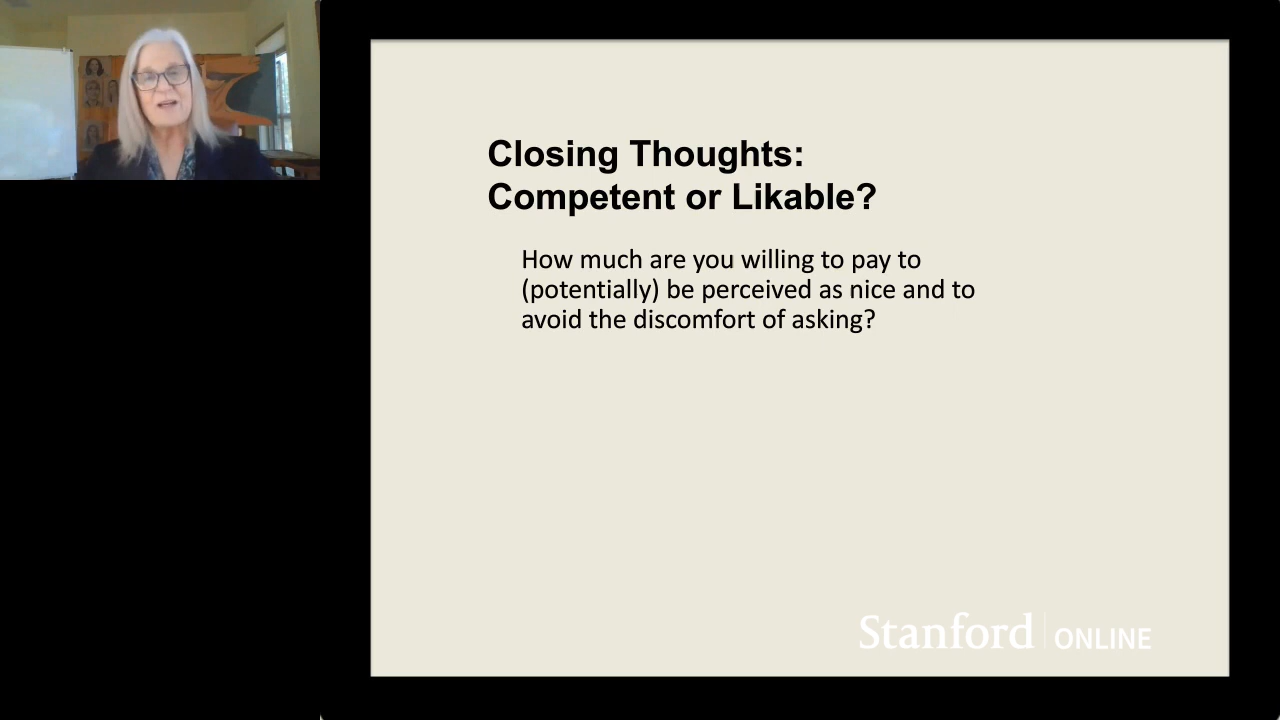 Closing Thoughts:
Competent or Likable?
How much are you willing to pay to
(potentially) be perceived as nice and to
avoid the discomfort of asking?
Stanford | ONLINE